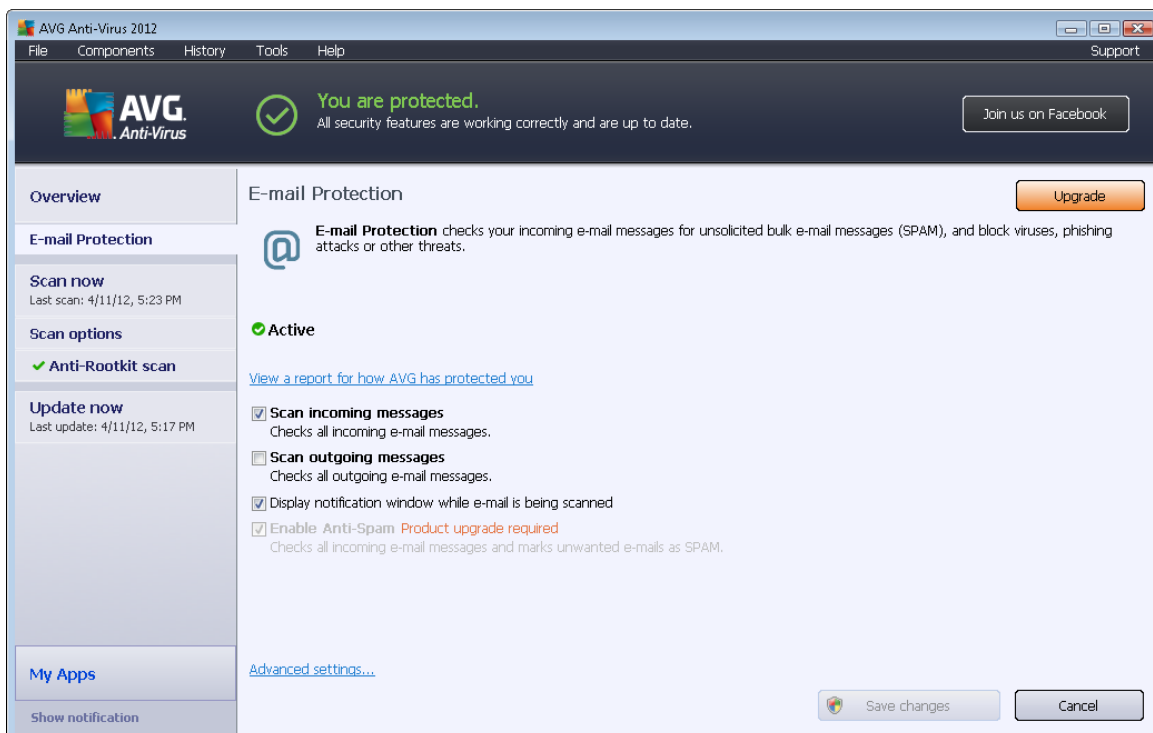 AVG Anti-Virus 2012
File Components History Tools Help Support
AVG.
Anti-Virus
You are protected.
All security features are working correctly and are up to date.
Join us on Facebook
Overview
E-mail Protection
Scan now
Last scan: 4/11/12, 5:23 PM
Scan options
Anti-Rootkit scan
Update now
Last update: 4/11/12, 5:17 PM
My Apps
Show notification
E-mail Protection
Upgrade
E-mail Protection checks your incoming e-mail messages for unsolicited bulk e-mail messages (SPAM), and block viruses, phishing
attacks or other threats.
Active
View a report for how AVG has protected you
Scan incoming messages
Checks all incoming e-mail messages.
Scan outgoing messages
Checks all outgoing e-mail messages.
Display notification window while e-mail is being scanned
Enable Anti-Spam Product upgrade required
Checks all incoming e-mail messages and marks unwanted e-mails as SPAM.
Advanced settings...
Save changes
Cancel